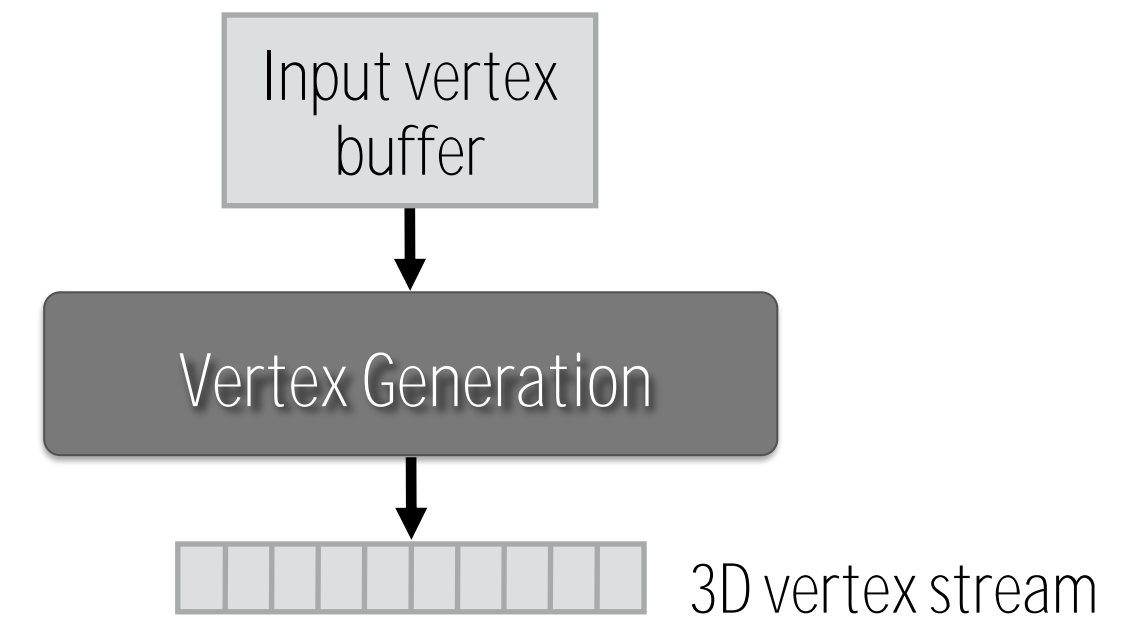 Input vertex
buffer
Vertex Generation
3D vertex stream